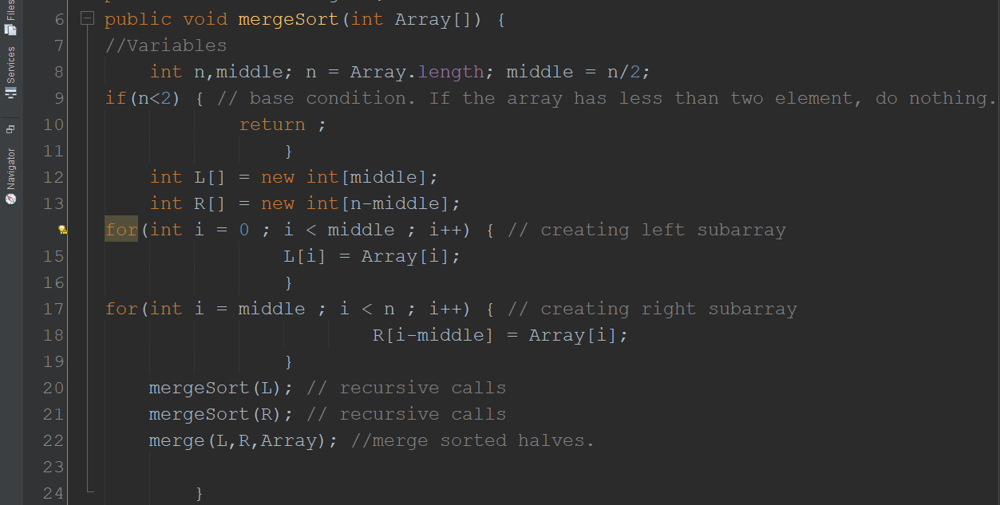 Files
Services
Navigator
6 public void mergeSort(int Array[]) {
7 //Variables
8 int n,middle; n = Array.length; middle = n/2;
9 if(n<2) { // base condition. If the array has less than two element, do nothing.
10 return ;
11 }
12 int L[] = new int[middle];
13 int R[] = new int[n-middle];
for(int i = 0 ; i < middle ; i++) { // creating left subarray
15 L[i] = Array[i];
16 }
17 for(int i = middle ; i < n ; i++) { // creating right subarray
18 R[i-middle] = Array[i];
19 }
20 mergeSort(L); // recursive calls
21 mergeSort(R); // recursive calls
22 merge(L,R,Array); //merge sorted halves.
23
24 }